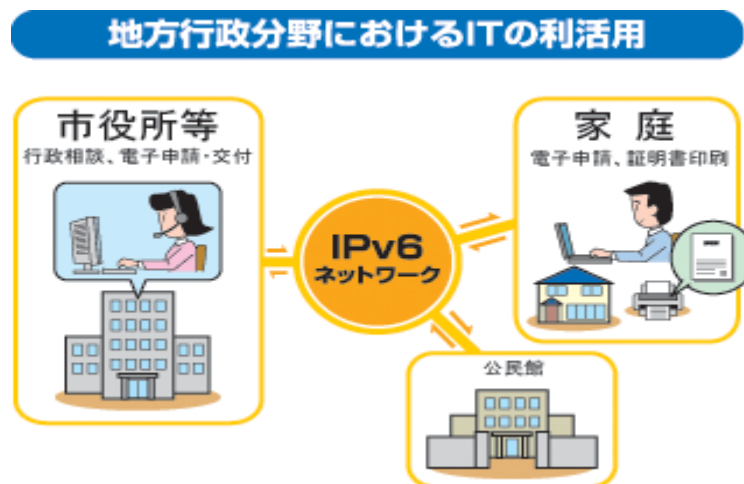 地方行政分野におけるITの利活用
市役所等
行政相談、電子申請・交付
家 庭
電子申請、証明書印刷
IPv6
ネットワーク
公民館